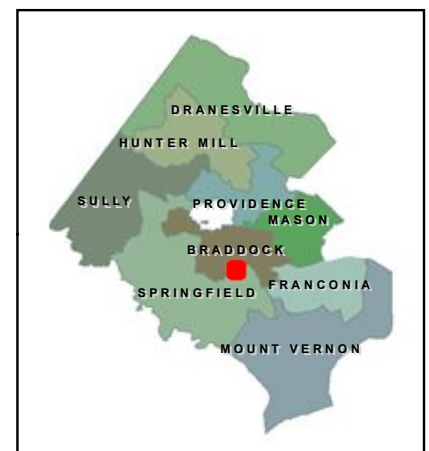 DRANESVILLE
HUNTER MILL
SULLY
PROVIDENCE
MASON
BRADDOCK
FRANCONIA
SPRINGFIELD
MOUNT VERNON